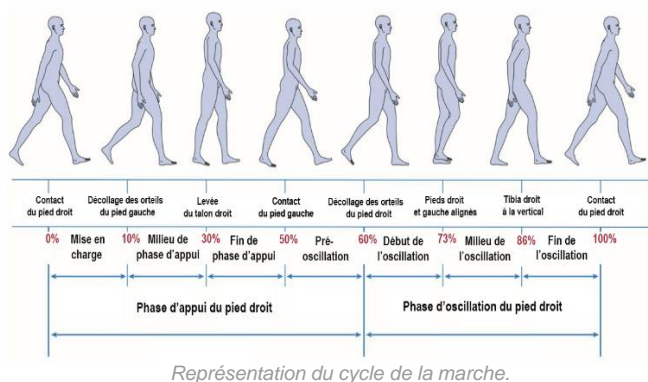 Contact
du pied droit
Décollage des orteils
du pied gauche
Levée
du talon droit
Contact
du pied gauche
Décollage des orteils
du pied droit
Pieds droit
et gauche alignés
Tibia droit
à la vertical
Contact
du pied droit
0% 10% 30% 50% 60% 73% 86% 100%
Mise en
charge
Milieu de
phase d'appui
Fin de
phase d'appui
Pré-
oscillation
Début de
l'oscillation
Milieu de
l'oscillation
Fin de
l'oscillation
Phase d'appui du pied droit
Phase d'oscillation du pied droit
Représentation du cycle de la marche.